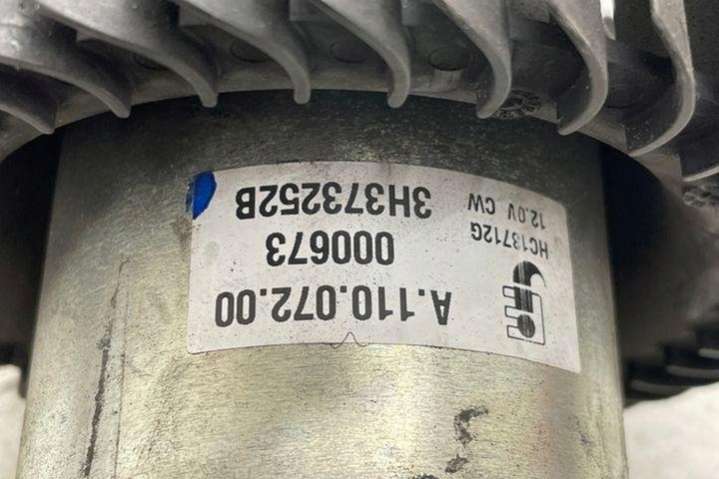 A.110.072.00
000673
3H373252B
HC13712G
12.0V CW